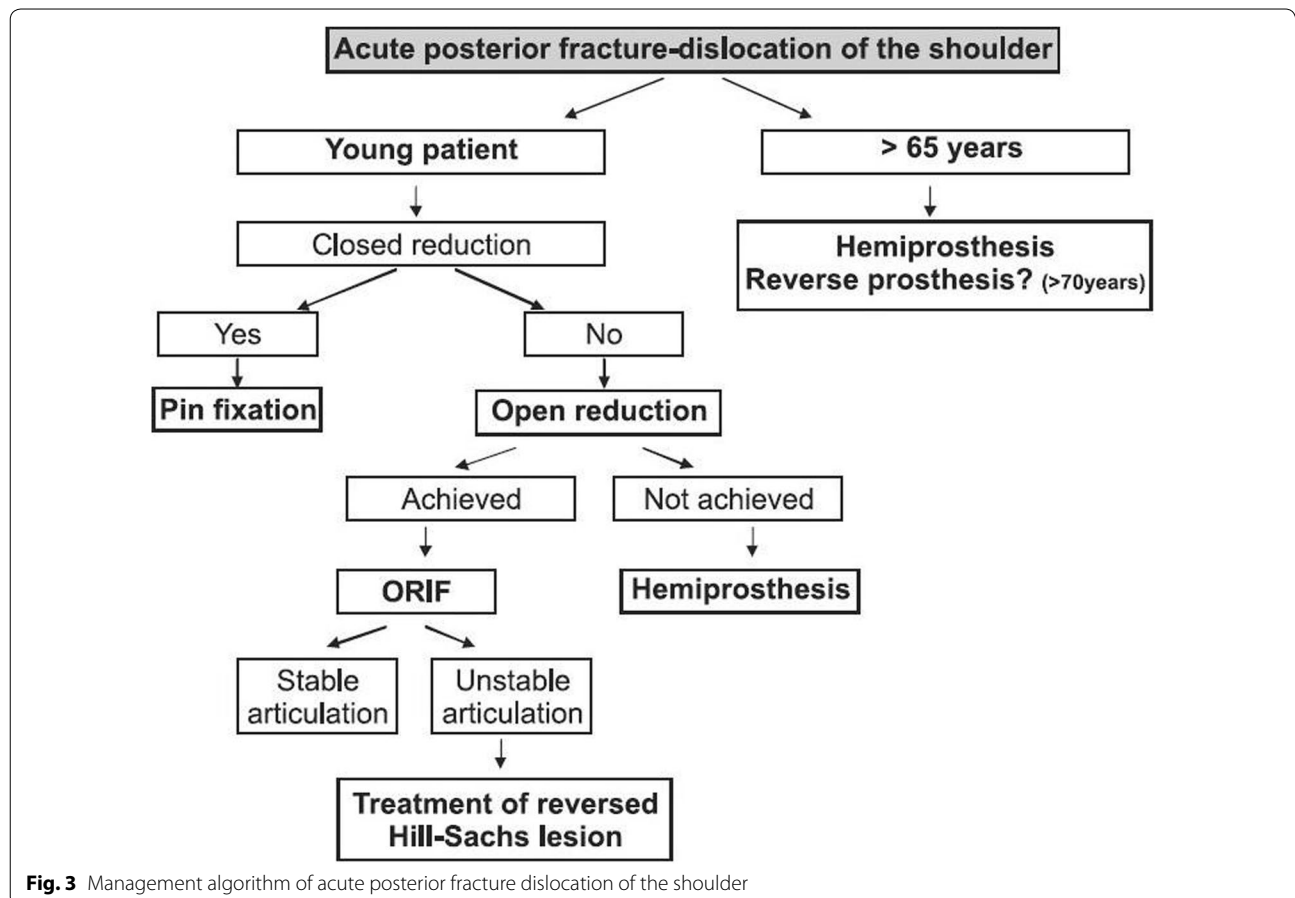 Acute posterior fracture-dislocation of the shoulder
Young patient
> 65 years
Closed reduction
Hemiprosthesis
Reverse prosthesis? (>70years)
Yes
No
Pin fixation
Open reduction
Achieved
Not achieved
ORIF
Hemiprosthesis
Stable
articulation
Unstable
articulation
Treatment of reversed
Hill-Sachs lesion
Fig. 3 Management algorithm of acute posterior fracture dislocation of the shoulder